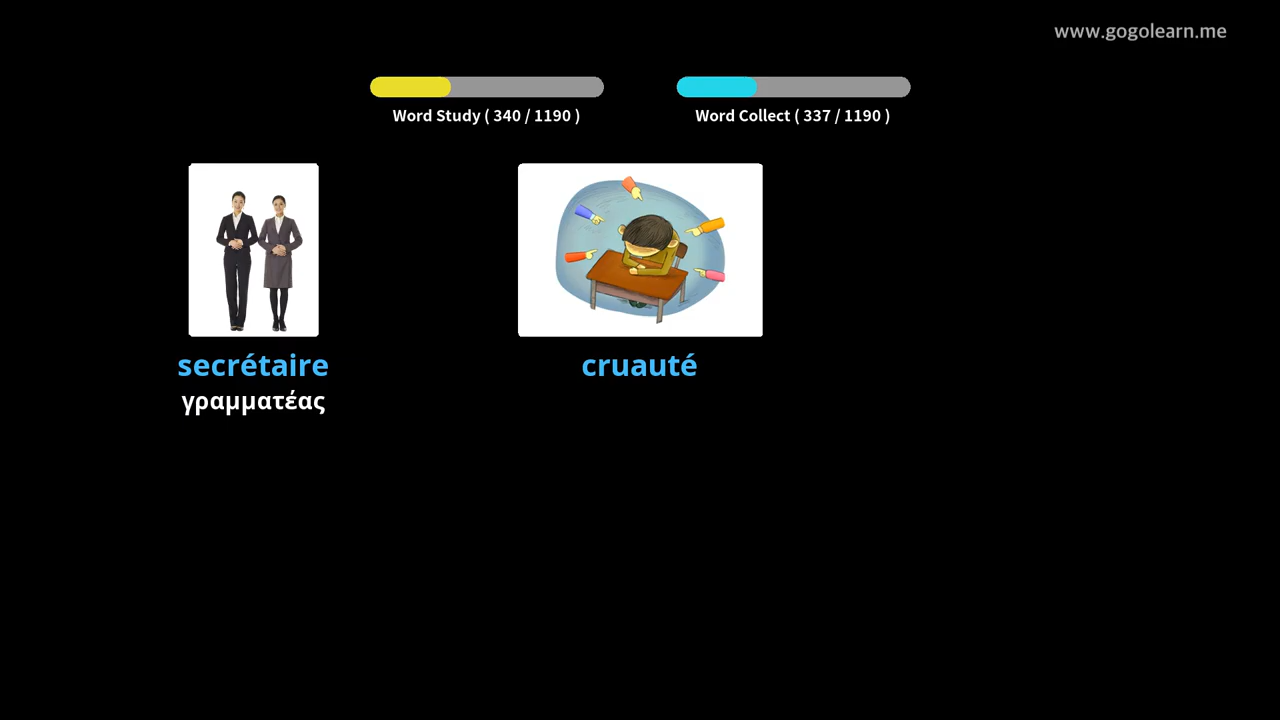 www.gogolearn.me
Word Study ( 340 / 1190 )
Word Collect ( 337 / 1190 )
secrétaire
γραμματέας
cruauté